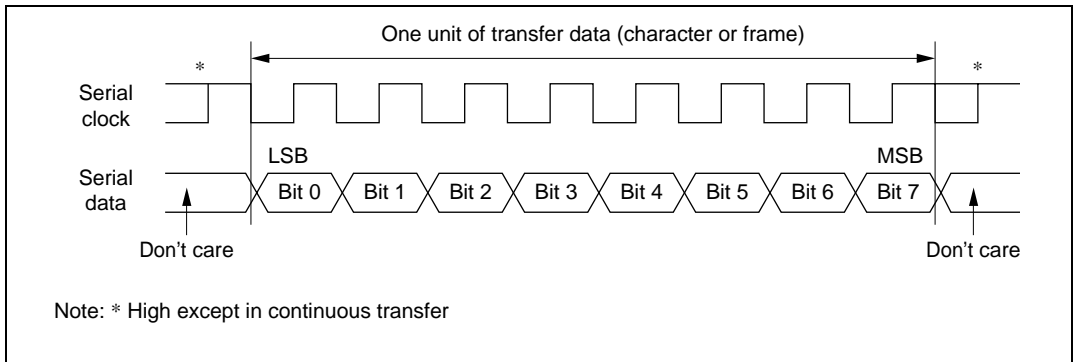 One unit of transfer data (character or frame)
* *
Serial
clock
LSB MSB
Serial
data
Bit 0 Bit 1 Bit 2 Bit 3 Bit 4 Bit 5 Bit 6 Bit 7
Don't care Don't care
Note: * High except in continuous transfer